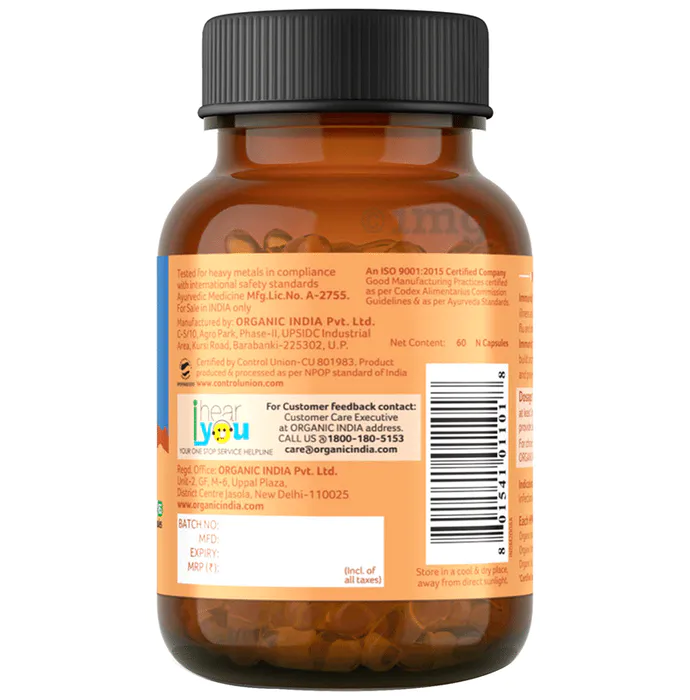 Tested for heavy metals in compliance
with international safety standards
Ayurvedic Medicine Mfg.Lic.No. A-2755.
For Sale in INDIA only
Manufactured by: ORGANIC INDIA Pvt. Ltd.
C-5/10, Agro Park, Phase-II, UPSIDC Industrial
Area, Kursi Road, Barabanki-225302, U.P.
Certified by Control Union-CU 801983, Product
produced & processed as per NPOP standard of India
www.controlunion.com
An ISO 9001:2015 Certified Company
Good Manufacturing Practices certified
as per Codex Alimentarius Commission
Guidelines & as per Ayurveda Standards.
Net Content: 60 N Capsules
i hear
you
YOUR ONE STOP SERVICE HELPLINE
For Customer feedback contact:
Customer Care Executive
at ORGANIC INDIA address.
CALL US @1800-180-5153
care@organicindia.com
Regd. Office: ORGANIC INDIA Pvt. Ltd.
Unit-2, GF, M-6, Uppal Plaza,
District Centre Jasola, New Delhi-110025
www.organicindia.com
BATCH NO:
MFD:
EXPIRY:
MRP (₹):
(Incl. of
all taxes)
8 01541 01101 8
Store in a cool & dry place,
away from direct sunlight.